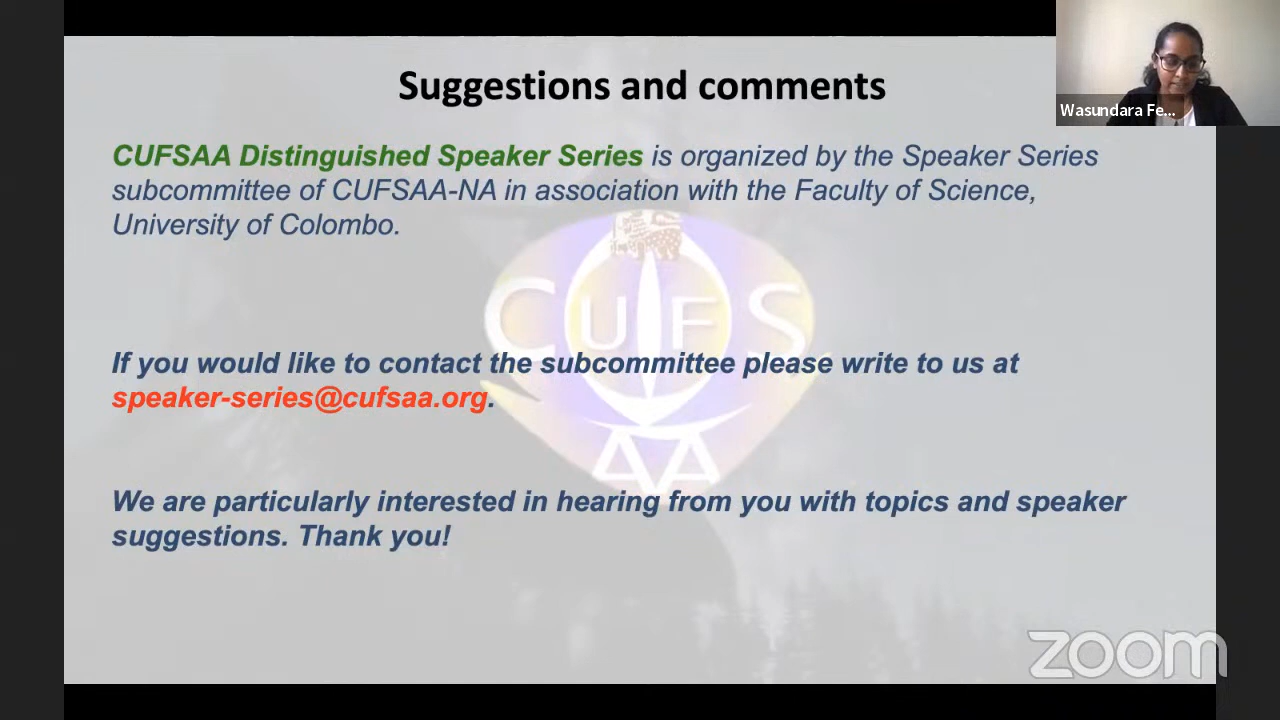 Suggestions and comments
Wasundara Fe...
CUFSAA Distinguished Speaker Series is organized by the Speaker Series
subcommittee of CUFSAA-NA in association with the Faculty of Science,
University of Colombo.
CUFS
AA
If you would like to contact the subcommittee please write to us at
speaker-series@cufsaa.org.
We are particularly interested in hearing from you with topics and speaker
suggestions. Thank you!
zoom